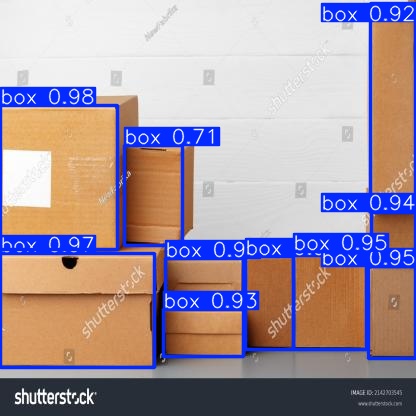 box 0.92
box 0.98
box 0.71
box 0.94
box 0.97
box 0.9
box
box 0.95
box 0.95
box 0.93
shutterstock
shutterstock
shutterstock
shutterstock
shutterstock
shutterstock
IMAGE ID: 2142703545
www.shutterstock.com